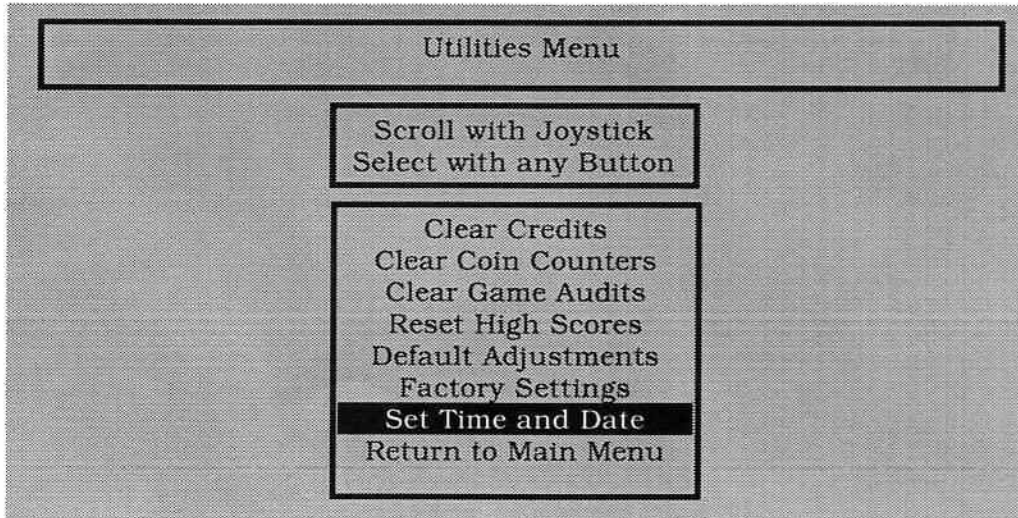 Utilities Menu
Scroll with Joystick
Select with any Button
Clear Credits
Clear Coin Counters
Clear Game Audits
Reset High Scores
Default Adjustments
Factory Settings
Set Time and Date
Return to Main Menu